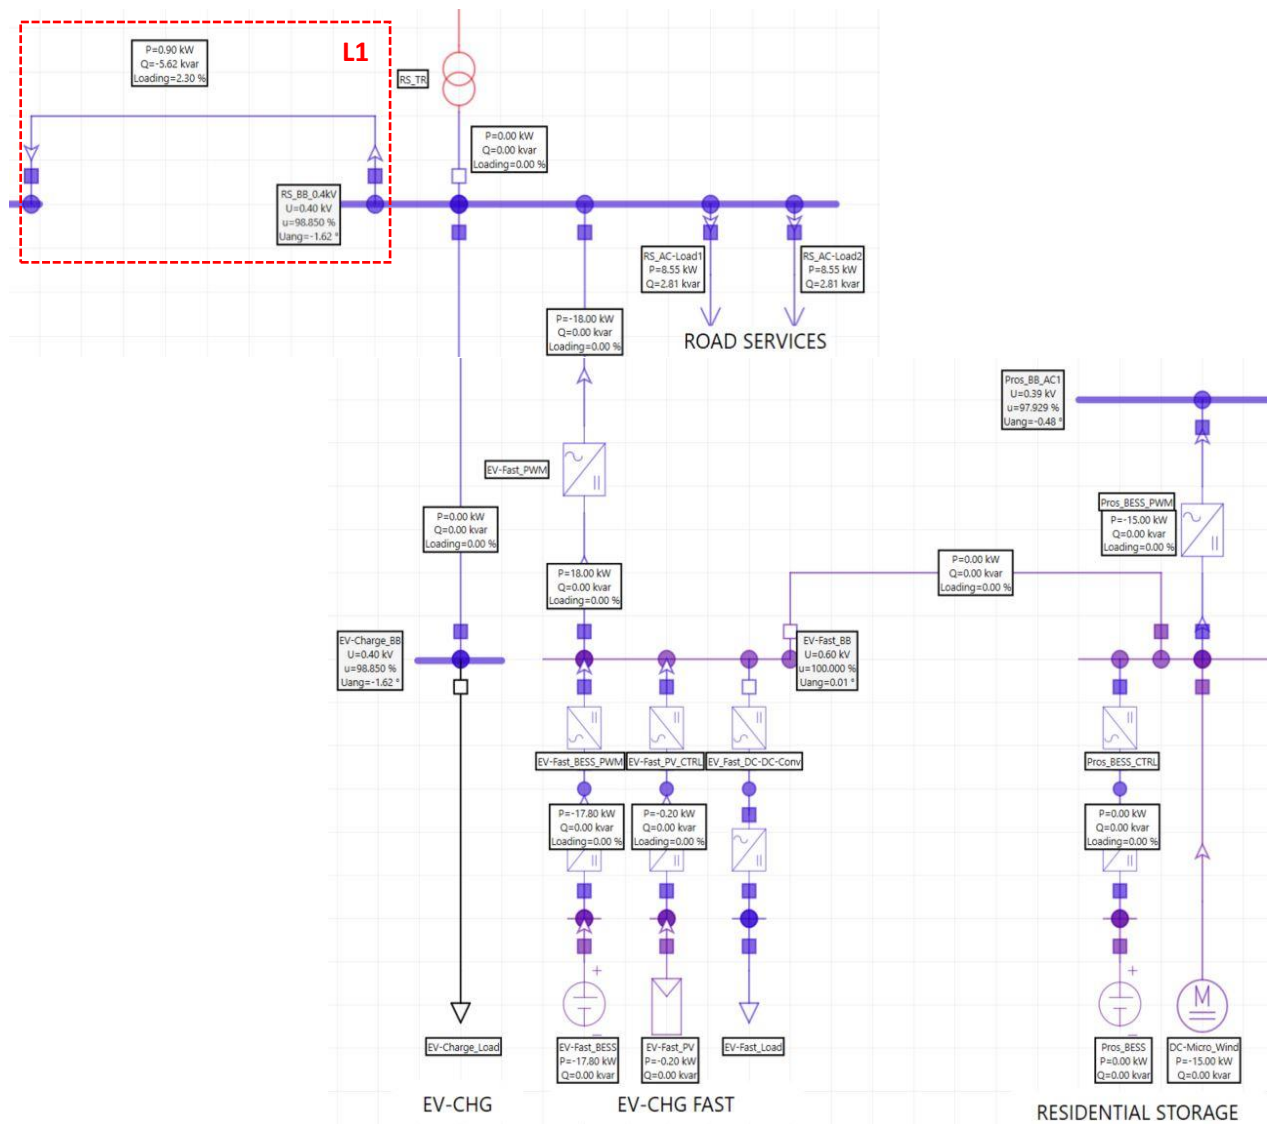 L1
P=0.90 kW
Q=-5.62 kvar
Loading=2.30 %
RS_TR
P=0.00 kW
Q=0.00 kvar
Loading=0.00 %
RS_BB_0.4kV
U=0.40 kV
u=98.850 %
Uang=-1.62 °
RS_AC-Load1
P=8.55 kW
Q=2.81 kvar
RS_AC-Load2
P=8.55 kW
Q=2.81 kvar
P=-18.00 kW
Q=0.00 kvar
Loading=0.00 %
ROAD SERVICES
Pros_BB_AC1
U=0.39 kV
u=97.929 %
Uang=-0.48 °
EV-Fast_PWM
Pros_BESS_PWM
P=-15.00 kW
Q=0.00 kvar
Loading=0.00 %
P=0.00 kW
Q=0.00 kvar
Loading=0.00 %
P=18.00 kW
Q=0.00 kvar
Loading=0.00 %
P=0.00 kW
Q=0.00 kvar
Loading=0.00 %
EV-Charge_BB
U=0.40 kV
u=98.850 %
Uang=-1.62 °
EV-Fast_BB
U=0.60 kV
u=100.000 %
Uang=0.01 °
EV-Fast_BESS_PWM
EV-Fast_PV_CTRL
EV_Fast_DC-DC-Conv
Pros_BESS_CTRL
P=-17.80 kW
Q=0.00 kvar
Loading=0.00 %
P=-0.20 kW
Q=0.00 kvar
Loading=0.00 %
P=0.00 kW
Q=0.00 kvar
Loading=0.00 %
+
+
M
EV-Charge_Load
EV-Fast_BESS
P=-17.80 kW
Q=0.00 kvar
EV-Fast_PV
P=-0.20 kW
Q=0.00 kvar
EV-Fast_Load
Pros_BESS
P=0.00 kW
Q=0.00 kvar
DC-Micro_Wind
P=-15.00 kW
Q=0.00 kvar
EV-CHG
EV-CHG FAST
RESIDENTIAL STORAGE